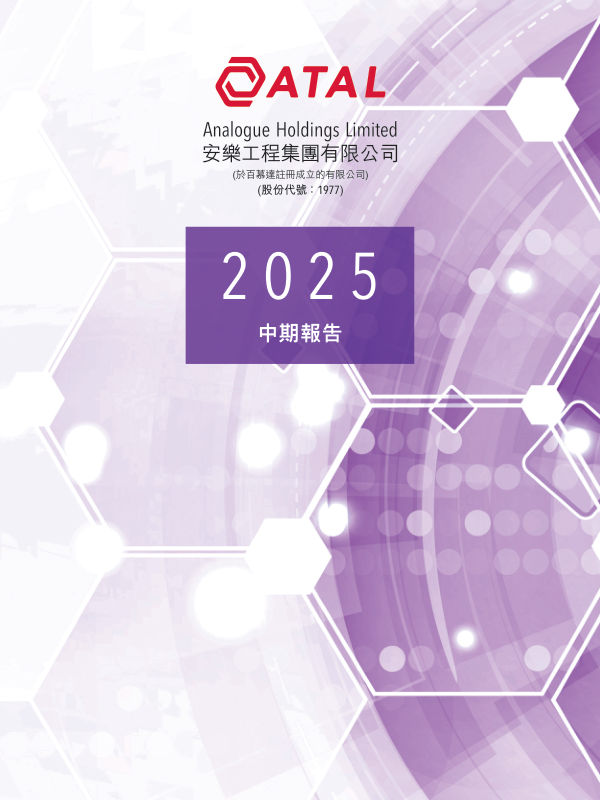 ATAL
Analogue Holdings Limited
安樂工程集團有限公司
(於百慕達註冊成立的有限公司)
(股份代號：1977)
2025
中期報告